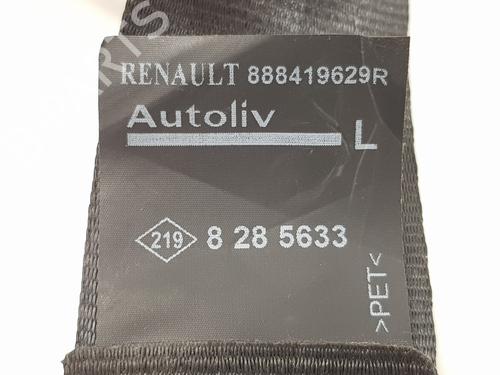 RENAULT 888419629R
Autoliv
L
219 8 28 5633
>PET<